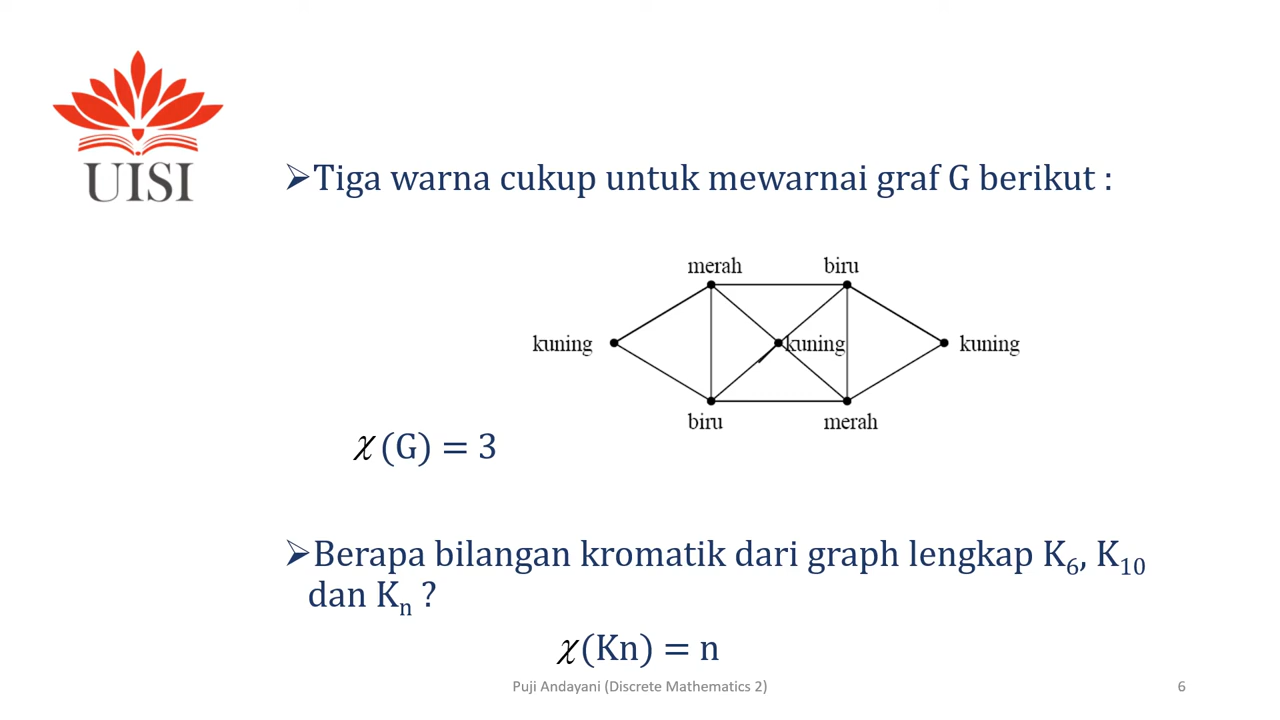 UISI
➢Tiga warna cukup untuk mewarnai graf G berikut :
merah biru
kuning kuning kuning
biru merah
χ (G) = 3
➢Berapa bilangan kromatik dari graph lengkap K₆, K₁₀
dan Kₙ ?
χ(Kn) = n
Puji Andayani (Discrete Mathematics 2) 6